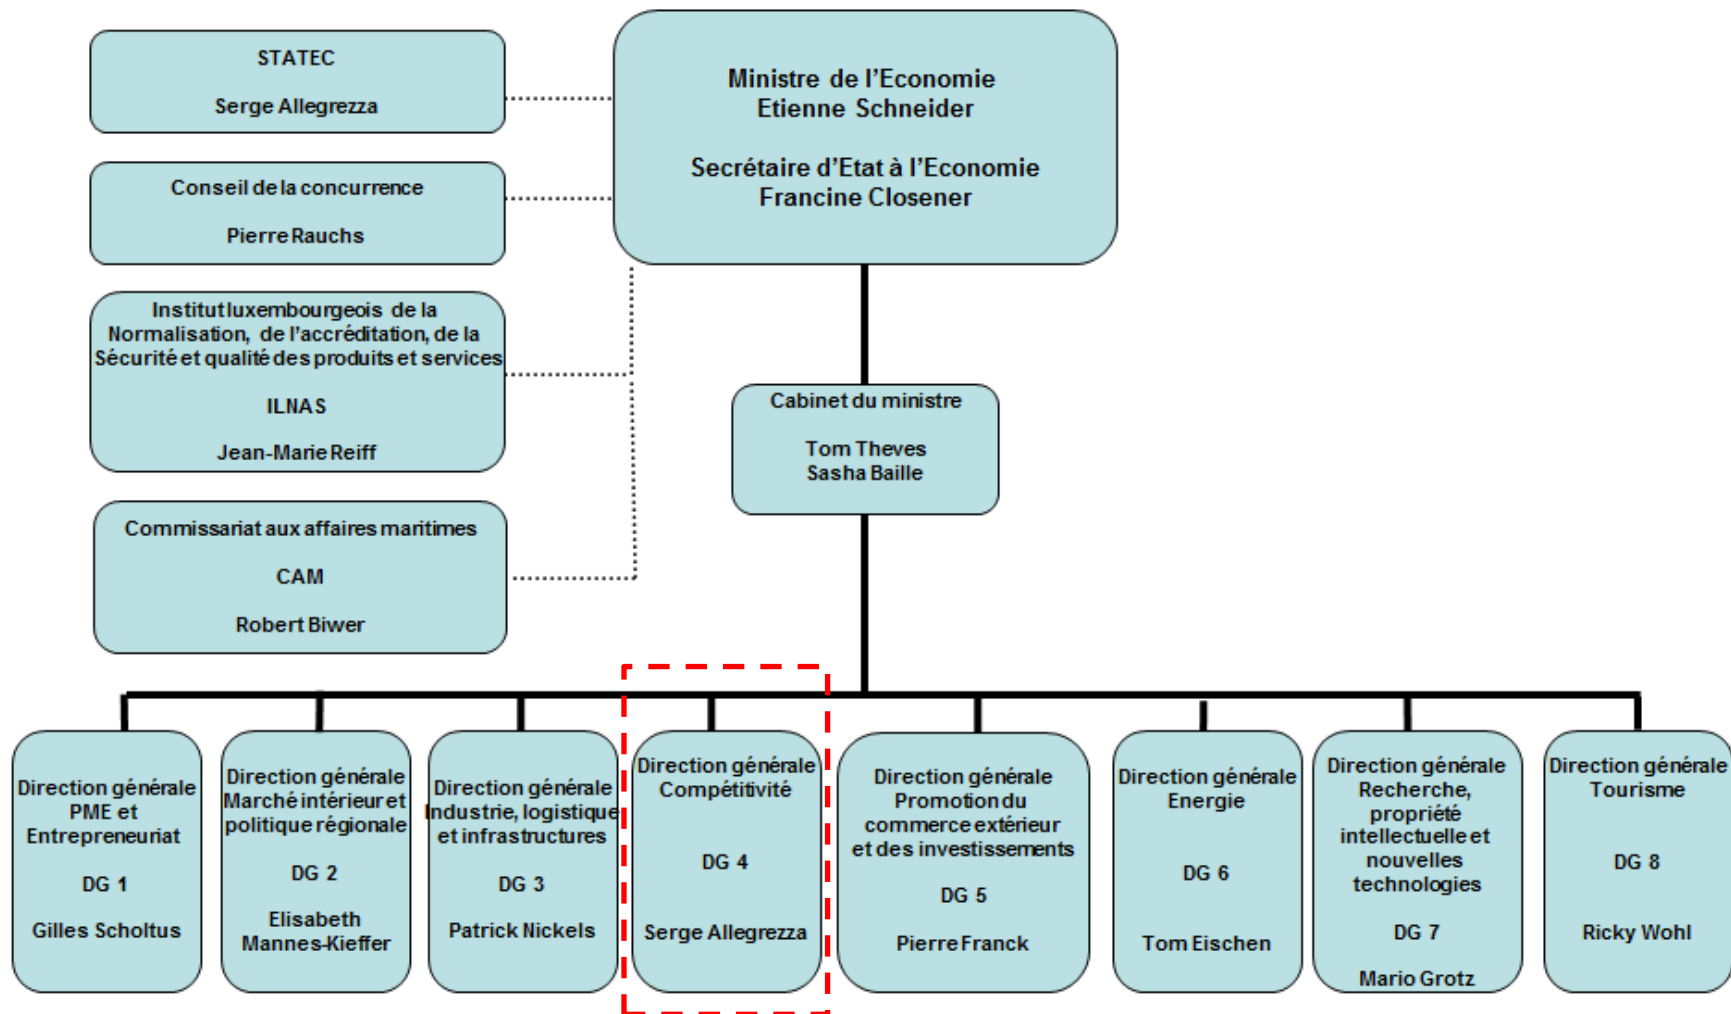 STATEC
Serge Allegrezza
Ministre de l'Economie
Etienne Schneider
Secrétaire d'Etat à l'Economie
Francine Closener
Conseil de la concurrence
Pierre Rauchs
Institut luxembourgeois de la
Normalisation, de l'accréditation, de la
Sécurité et qualité des produits et services
ILNAS
Jean-Marie Reiff
Cabinet du ministre
Tom Theves
Sasha Baille
Commissariat aux affaires maritimes
CAM
Robert Biwer
Direction générale
PME et
Entrepreneuriat
DG 1
Gilles Scholtus
Direction générale
Marché intérieur et
politique régionale
DG 2
Elisabeth
Mannes-Kieffer
Direction générale
Industrie, logistique
et infrastructures
DG 3
Patrick Nickels
Direction générale
Compétitivité
DG 4
Serge Allegrezza
Direction générale
Promotion du
commerce extérieur
et des investissements
DG 5
Pierre Franck
Direction générale
Energie
DG 6
Tom Eischen
Direction générale
Recherche,
propriété
intellectuelle et
nouvelles
technologies
DG 7
Mario Grotz
Direction générale
Tourisme
DG 8
Ricky Wohl